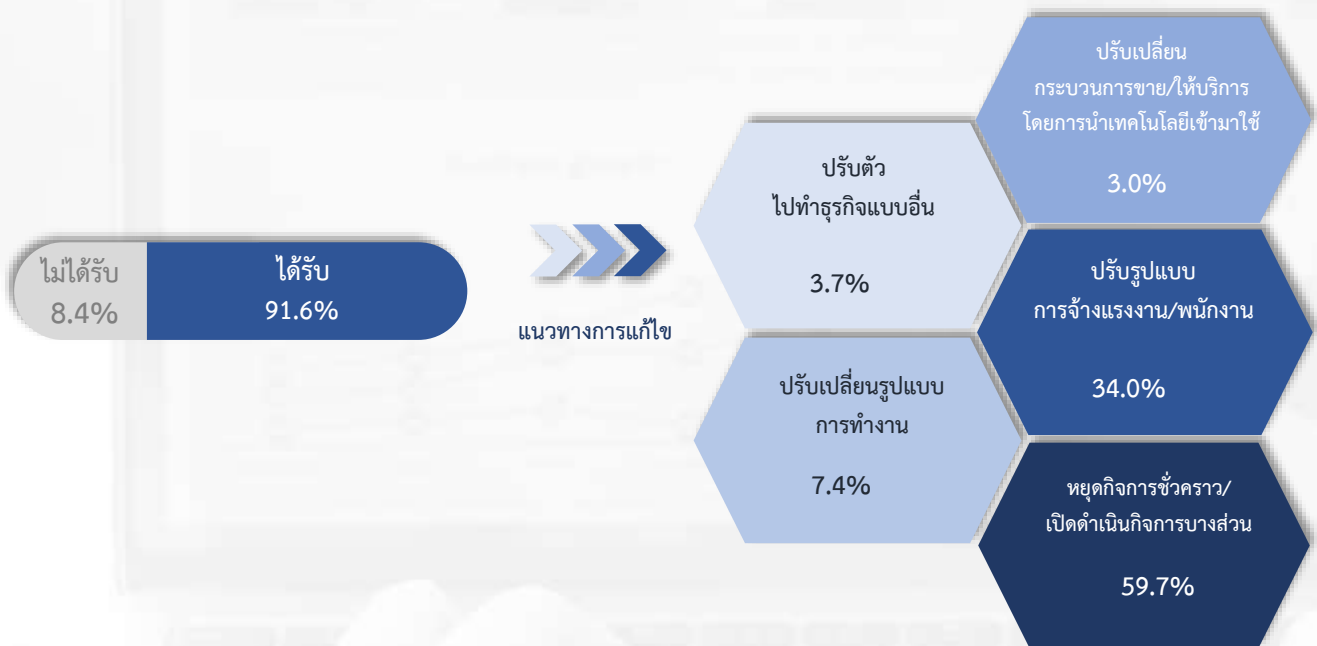 ไม่ได้รับ
8.4%
ได้รับ
91.6%
แนวทางการแก้ไข
ปรับเปลี่ยน
กระบวนการขาย/ให้บริการ
โดยการนำเทคโนโลยีเข้ามาใช้
3.0%
ปรับตัว
ไปทำธุรกิจแบบอื่น
3.7%
ปรับรูปแบบ
การจ้างแรงงาน/พนักงาน
34.0%
ปรับเปลี่ยนรูปแบบ
การทำงาน
7.4%
หยุดกิจการชั่วคราว/
เปิดดำเนินกิจการบางส่วน
59.7%